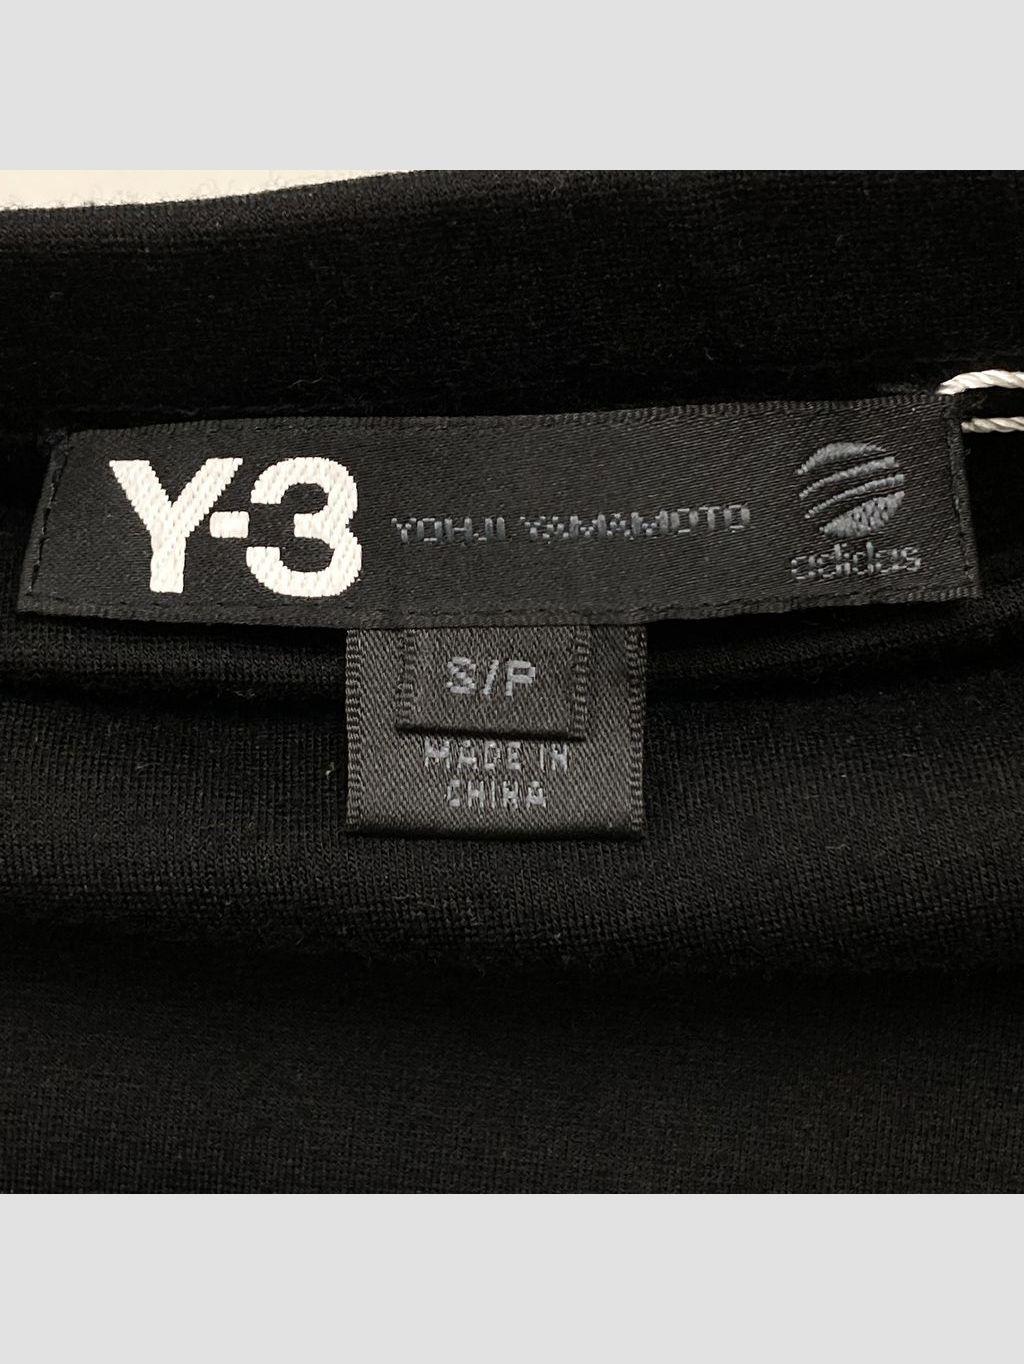 Y-3 YOHJI YAMAMOTO adidas
S/P
MADE IN
CHINA